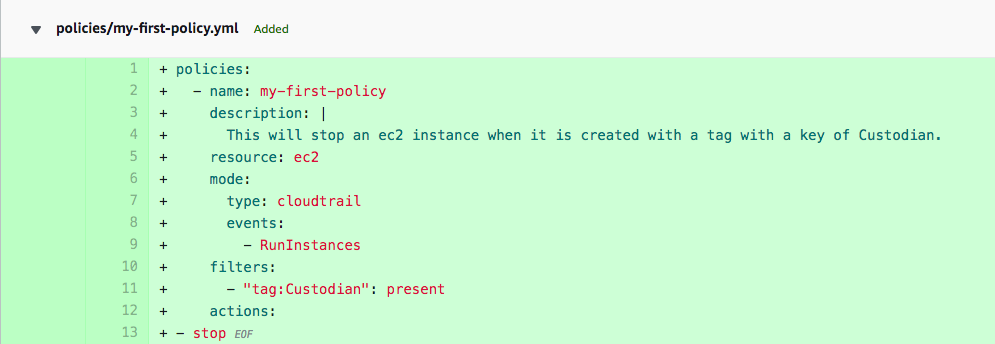 policies/my-first-policy.yml Added
1 + policies:
2 +   - name: my-first-policy
3 +     description: |
4 +       This will stop an ec2 instance when it is created with a tag with a key of Custodian.
5 +     resource: ec2
6 +     mode:
7 +       type: cloudtrail
8 +       events:
9 +         - RunInstances
10 +     filters:
11 +       - "tag:Custodian": present
12 +     actions:
13 + - stop EOF